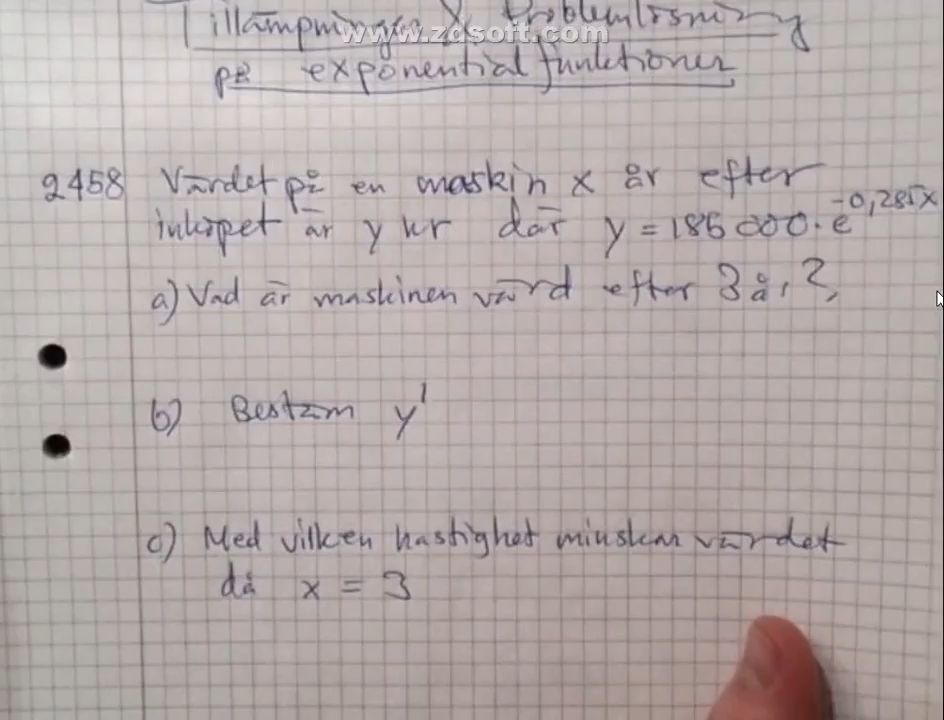 Tillämpningar & Problemlösning
www.zdsoft.com
på exponentialfunktioner
2458 Värdet på en maskin x år efter
inköpet är y kr där y = 186 000 · e^-0,285x
a) Vad är maskinen värd efter 3 år?
b) Bestäm y'
c) Med vilken hastighet minskar värdet
då x = 3